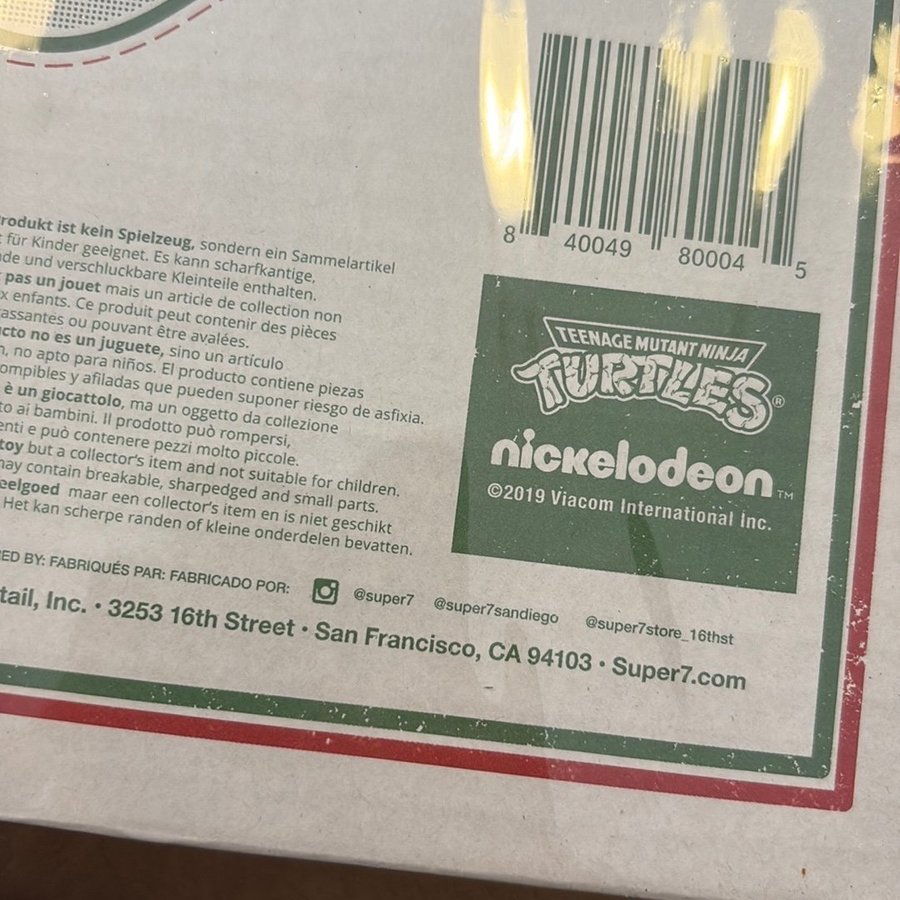 8 40049 80004 5
rodukt ist kein Spielzeug, sondern ein Sammelartikel
für Kinder geeignet. Es kann scharfkantige,
de und verschluckbare Kleinteile enthalten.
pas un jouet mais un article de collection non
x enfants. Ce produit peut contenir des pièces
assantes ou pouvant être avalées.
cto no es un juguete, sino un artículo
n, no apto para niños. El producto contiene piezas
ompibles y afiladas que pueden suponer riesgo de asfixia.
è un giocattolo, ma un oggetto da collezione
to ai bambini. Il prodotto può rompersi,
enti e può contenere pezzi molto piccole.
toy but a collector's item and not suitable for children.
may contain breakable, sharpedged and small parts.
eelgoed maar een collector's item en is niet geschikt
Het kan scherpe randen of kleine onderdelen bevatten.
TEENAGE MUTANT NINJA
TURTLES®
nickelodeon™
©2019 Viacom International Inc.
ED BY: FABRIQUÉS PAR: FABRICADO POR: @super7 @super7sandiego @super7store_16thst
tail, Inc. • 3253 16th Street • San Francisco, CA 94103 • Super7.com